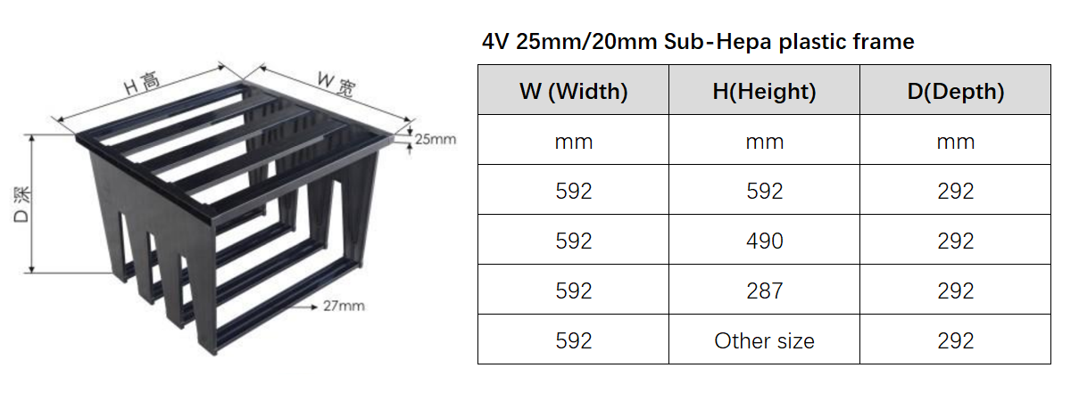 4V 25mm/20mm Sub-Hepa plastic frame
H 高
W 宽
25mm
D 深
27mm
W (Width) H(Height) D(Depth)
mm mm mm
592 592 292
592 490 292
592 287 292
592 Other size 292